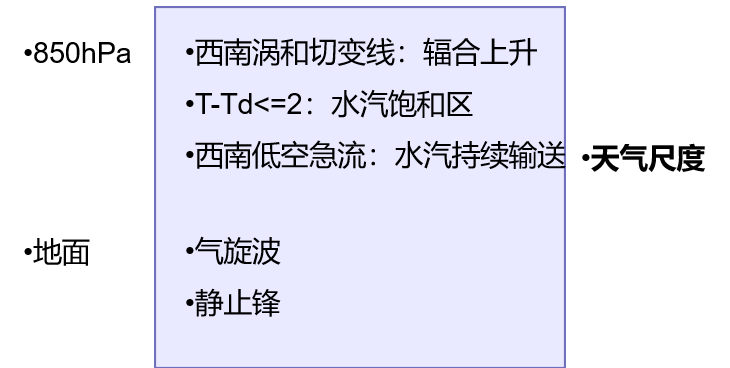 •850hPa
•西南涡和切变线：辐合上升
•T-Td<=2：水汽饱和区
•西南低空急流：水汽持续输送
•天气尺度
•地面
•气旋波
•静止锋